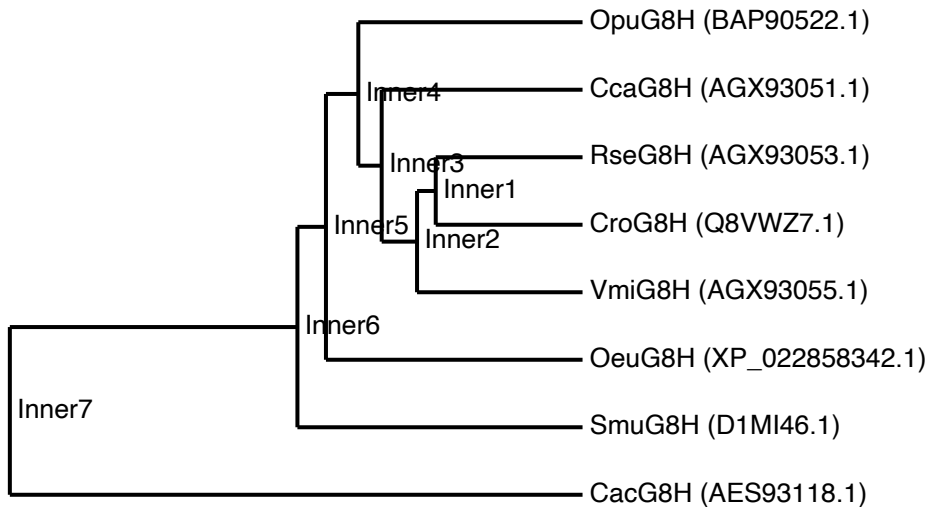 OpuG8H (BAP90522.1)
Inner4
CcaG8H (AGX93051.1)
Inner3
RseG8H (AGX93053.1)
Inner1
CroG8H (Q8VWZ7.1)
Inner5
Inner2
VmiG8H (AGX93055.1)
Inner6
OeuG8H (XP_022858342.1)
Inner7
SmuG8H (D1MI46.1)
CacG8H (AES93118.1)